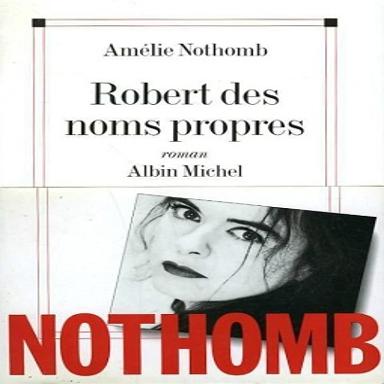 Amélie Nothomb
Robert des
noms propres
roman
Albin Michel
NOTHOMB